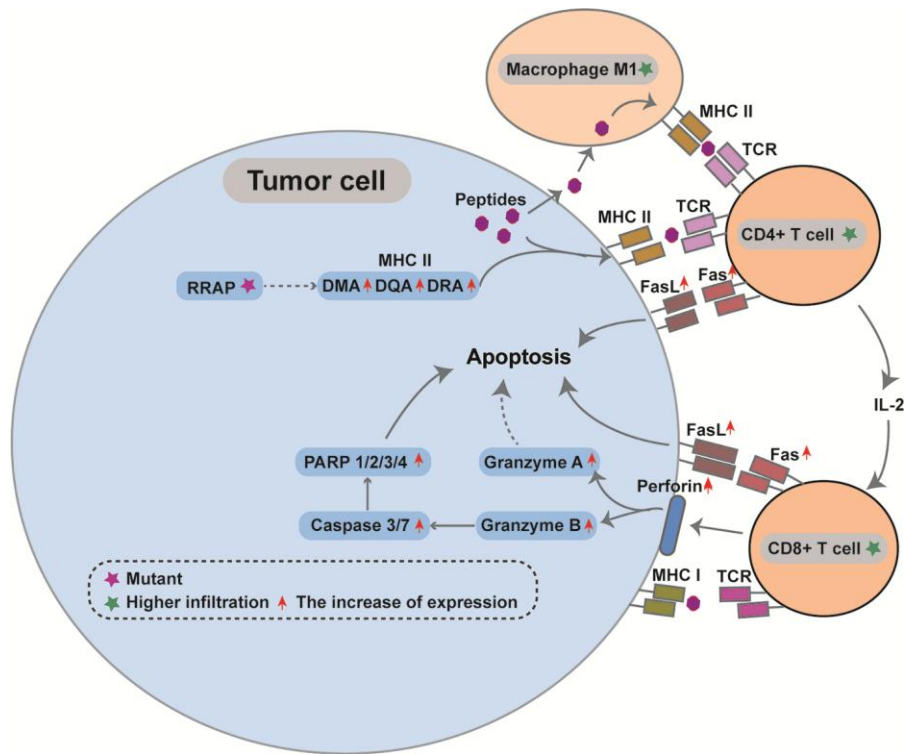 Macrophage M1
MHC II
TCR
Tumor cell
Peptides
MHC II
TCR
CD4+ T cell
MHC II
RRAP
DMA DQA DRA
FasL
Fas
Apoptosis
IL-2
FasL
Fas
PARP 1/2/3/4
Granzyme A
Perforin
Caspase 3/7
Granzyme B
CD8+ T cell
MHC I
TCR
Mutant
Higher infiltration
The increase of expression